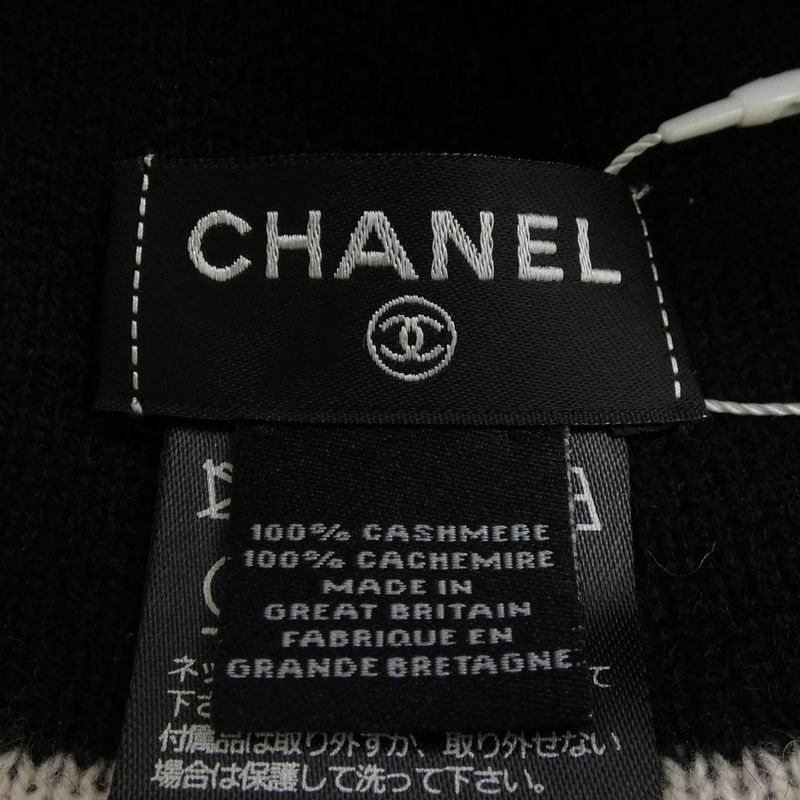 CHANEL
100% CASHMERE
100% CACHEMIRE
MADE IN
GREAT BRITAIN
FABRIQUE EN
GRANDE BRETAGNE
付属品は取り外すか、取り外せない
場合は保護して洗って下さい。